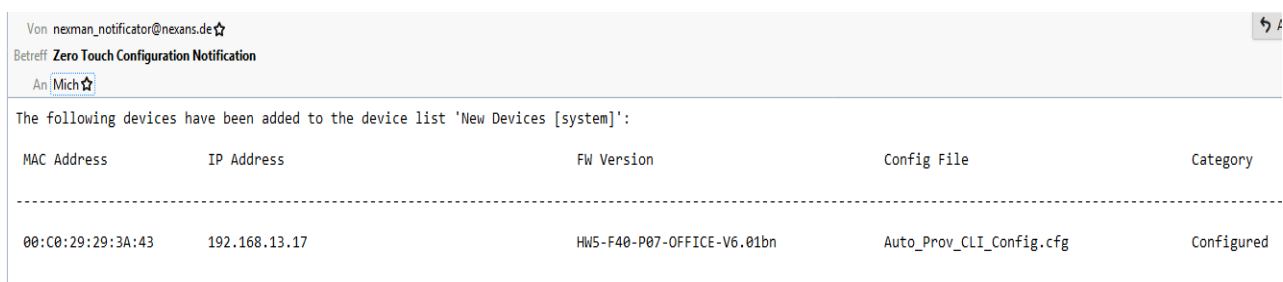 Von nexman_notificator@nexans.de
Betreff Zero Touch Configuration Notification
An Mich
The following devices have been added to the device list 'New Devices [system]':
MAC Address IP Address FW Version Config File Category
--------------------------------------------------------------------------------
00:C0:29:29:3A:43 192.168.13.17 HW5-F40-P07-OFFICE-V6.01bn Auto_Prov_CLI_Config.cfg Configured